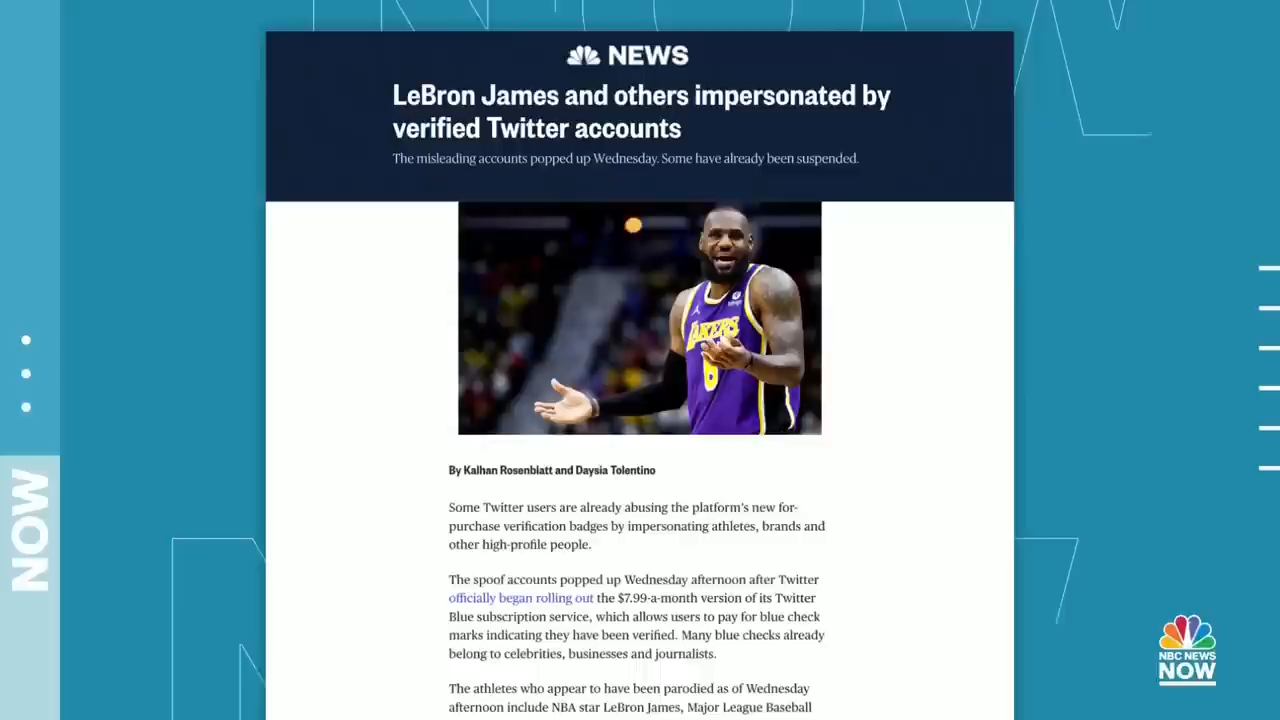 NEWS
LeBron James and others impersonated by
verified Twitter accounts
The misleading accounts popped up Wednesday. Some have already been suspended.
LAKERS
6
By Kalhan Rosenblatt and Daysia Tolentino
Some Twitter users are already abusing the platform's new for-
purchase verification badges by impersonating athletes, brands and
other high-profile people.
The spoof accounts popped up Wednesday afternoon after Twitter
officially began rolling out the $7.99-a-month version of its Twitter
Blue subscription service, which allows users to pay for blue check
marks indicating they have been verified. Many blue checks already
belong to celebrities, businesses and journalists.
The athletes who appear to have been parodied as of Wednesday
afternoon include NBA star LeBron James, Major League Baseball
NOW
NBC NEWS
NOW